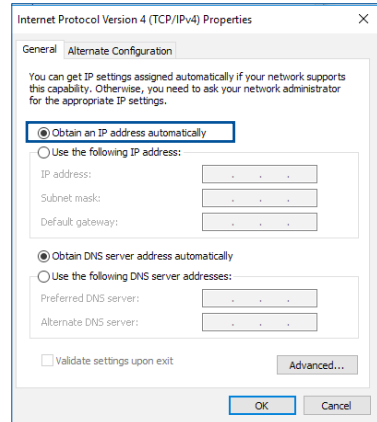 Internet Protocol Version 4 (TCP/IPv4) Properties
General
Alternate Configuration
You can get IP settings assigned automatically if your network supports
this capability. Otherwise, you need to ask your network administrator
for the appropriate IP settings.
Obtain an IP address automatically
Use the following IP address:
IP address:
Subnet mask:
Default gateway:
Obtain DNS server address automatically
Use the following DNS server addresses:
Preferred DNS server:
Alternate DNS server:
Validate settings upon exit
Advanced...
OK
Cancel